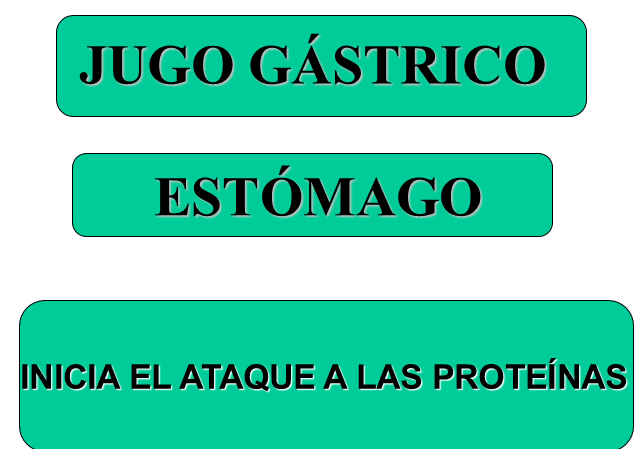 JUGO GÁSTRICO
ESTÓMAGO
INICIA EL ATAQUE A LAS PROTEÍNAS